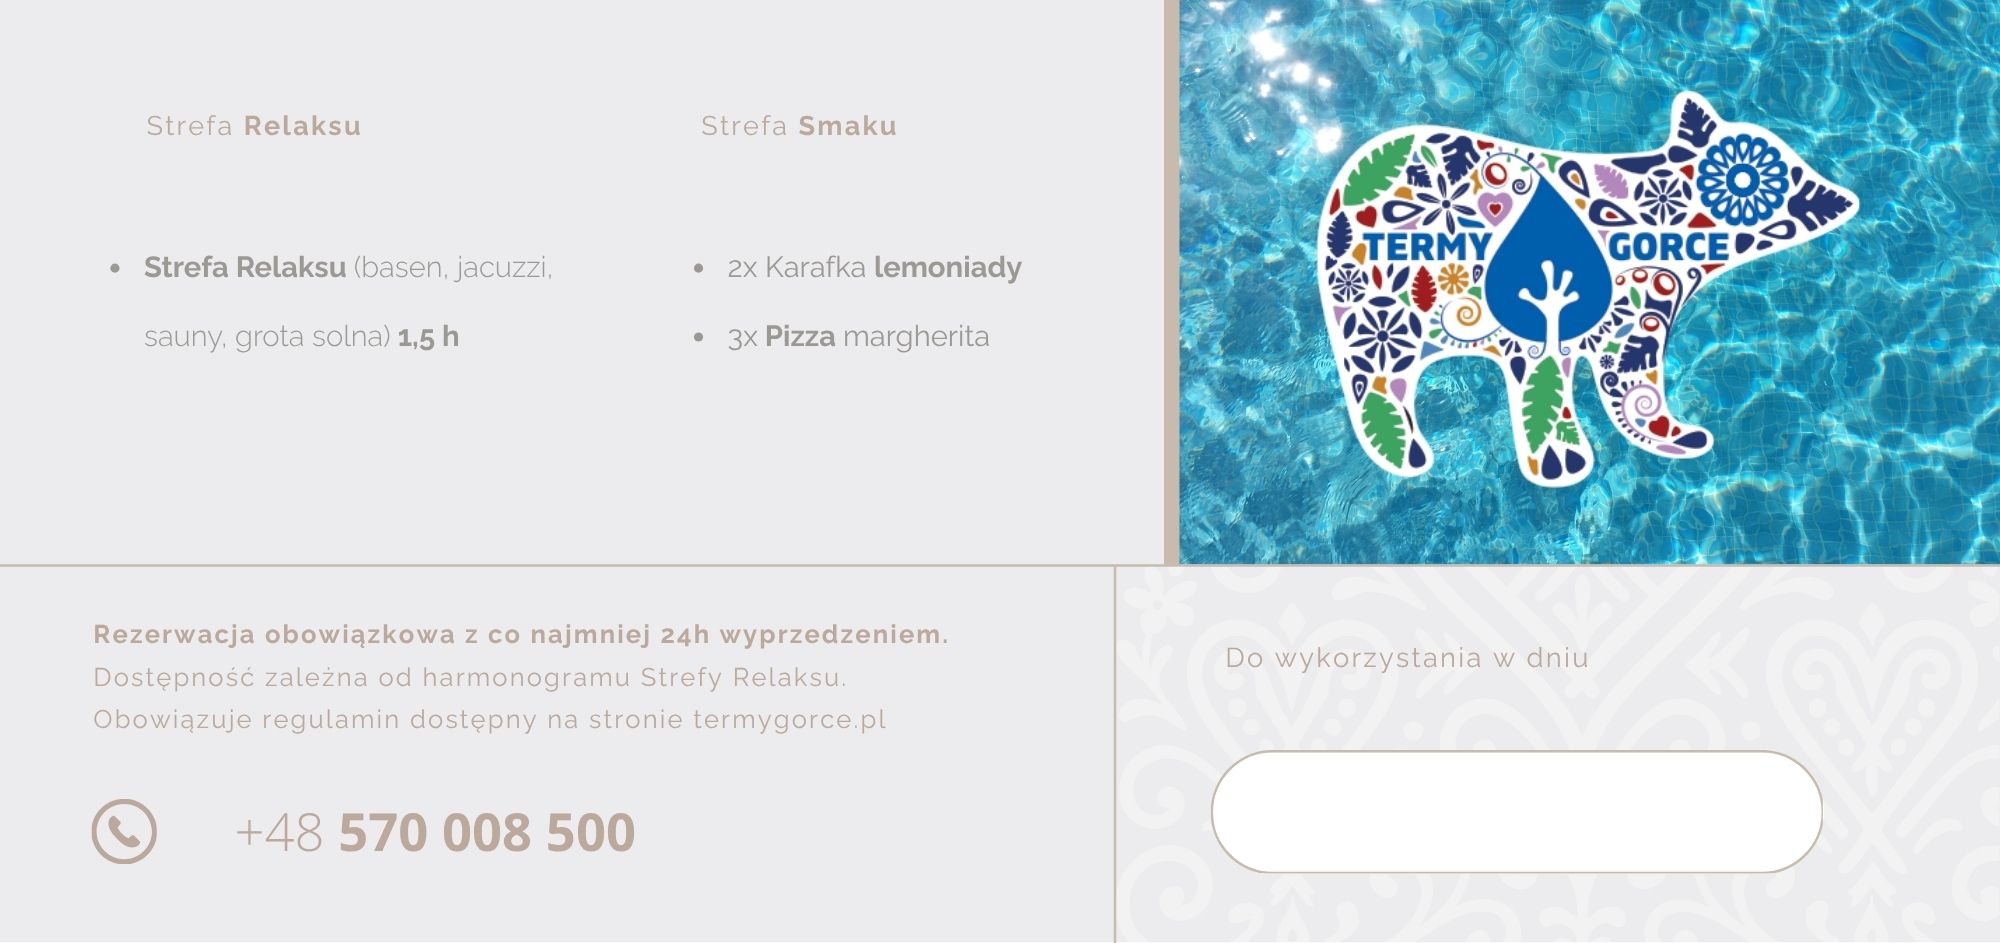 Strefa Relaksu
Strefa Relaksu (basen, jacuzzi,
sauny, grota solna) 1,5 h
Strefa Smaku
2x Karafka lemoniady
3x Pizza margherita
TERMY GORCE
Rezerwacja obowiązkowa z co najmniej 24h wyprzedzeniem.
Dostępność zależna od harmonogramu Strefy Relaksu.
Obowiązuje regulamin dostępny na stronie termygorce.pl
+48 570 008 500
Do wykorzystania w dniu